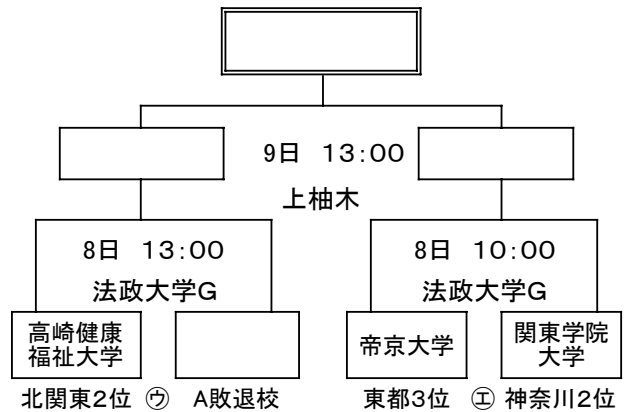 9日 13:00
上柚木
8日 13:00
法政大学G
8日 10:00
法政大学G
高崎健康
福祉大学
帝京大学
関東学院
大学
北関東2位 ㋒ A敗退校
東都3位 ㋓ 神奈川2位